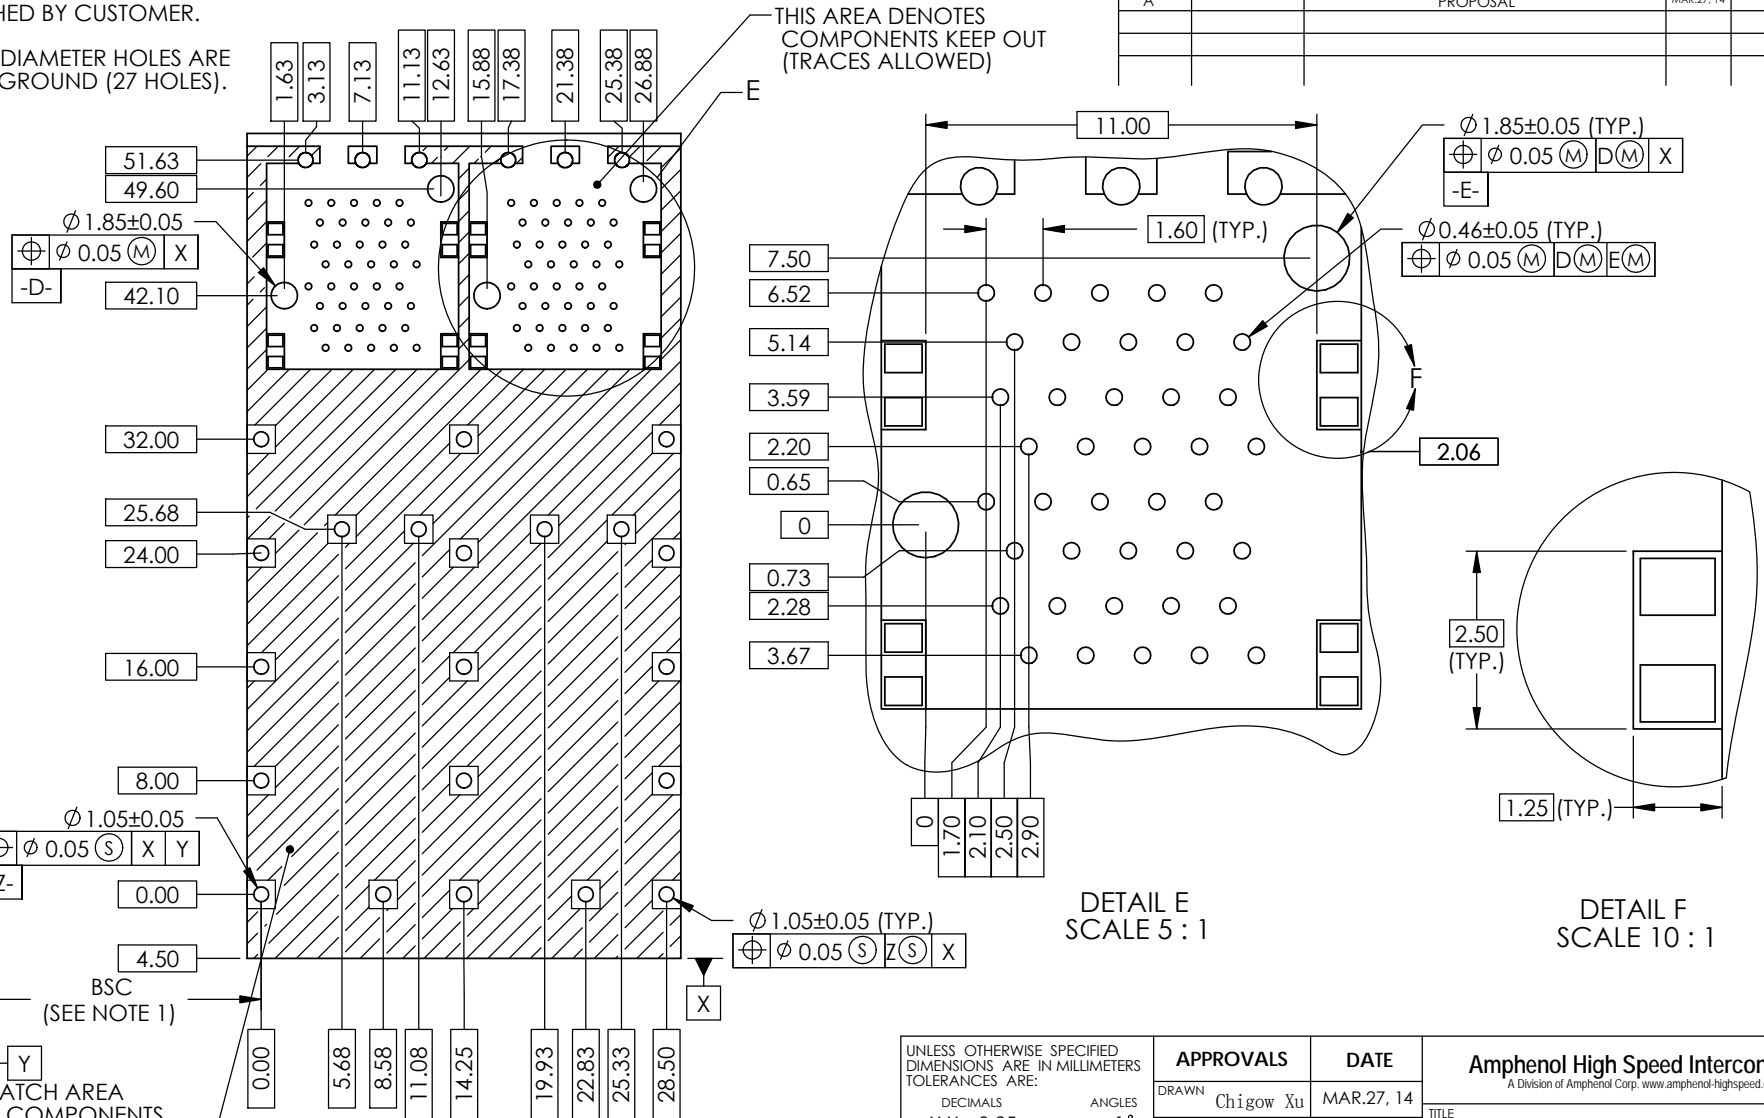 HED BY CUSTOMER.
DIAMETER HOLES ARE
GROUND (27 HOLES).
THIS AREA DENOTES
COMPONENTS KEEP OUT
(TRACES ALLOWED)
A PROPOSAL MAR.27, 14
1.63
3.13
7.13
11.13
12.63
15.88
17.38
21.38
25.38
26.88
E
51.63
49.60
Ø1.85±0.05
⌖ Ø 0.05 Ⓜ X
-D-
42.10
32.00
25.68
24.00
16.00
8.00
Ø1.05±0.05
Ø 0.05 Ⓢ X Y
Z-
0.00
4.50
BSC
(SEE NOTE 1)
Y
ATCH AREA
COMPONENTS
0.00
5.68
8.58
11.08
14.25
19.93
22.83
25.33
28.50
Ø1.05±0.05 (TYP.)
⌖ Ø 0.05 Ⓢ ZⓈ X
X
11.00
Ø1.85±0.05 (TYP.)
⌖ Ø 0.05 Ⓜ DⓂ X
-E-
1.60 (TYP.)
Ø0.46±0.05 (TYP.)
⌖ Ø 0.05 Ⓜ DⓂ EⓂ
7.50
6.52
5.14
3.59
2.20
0.65
0
0.73
2.28
3.67
F
2.06
0
1.70
2.10
2.50
2.90
DETAIL E
SCALE 5 : 1
2.50
(TYP.)
1.25 (TYP.)
DETAIL F
SCALE 10 : 1
UNLESS OTHERWISE SPECIFIED
DIMENSIONS ARE IN MILLIMETERS
TOLERANCES ARE:
DECIMALS ANGLES
APPROVALS DATE
DRAWN Chigow Xu MAR.27, 14
Amphenol High Speed Intercon
A Division of Amphenol Corp. www.amphenol-highspeed.
TITLE